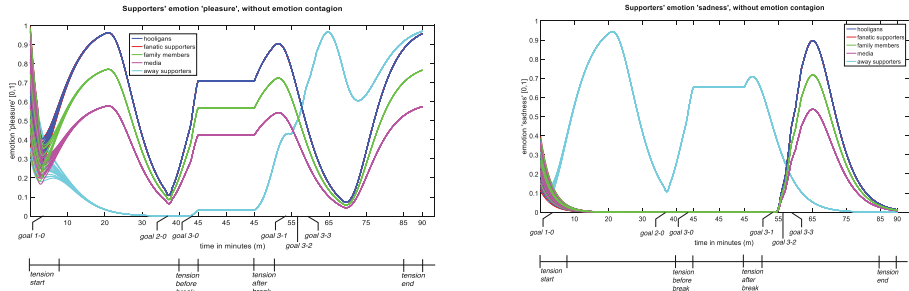 Supporters' emotion 'pleasure', without emotion contagion
emotion 'pleasure' [0,1]
1
0.9
0.8
0.7
0.6
0.5
0.4
0.3
0.2
0.1
0
hooligans
fanatic supporters
family members
media
away supporters
10 20 30 40 45 45 55 65 75 85 90
goal 1-0 goal 2-0 goal 3-0 goal 3-1 goal 3-3
goal 3-2
time in minutes (m)
tension start
tension before break
tension after break
tension end
Supporters' emotion 'sadness', without emotion contagion
emotion 'sadness' [0,1]
1
0.9
0.8
0.7
0.6
0.5
0.4
0.3
0.2
0.1
0
hooligans
fanatic supporters
family members
media
away supporters
10 20 30 40 45 45 55 65 75 85 90
goal 1-0 goal 2-0 goal 3-0 goal 3-1 goal 3-3
goal 3-2
time in minutes (m)
tension start
tension before break
tension after break
tension end